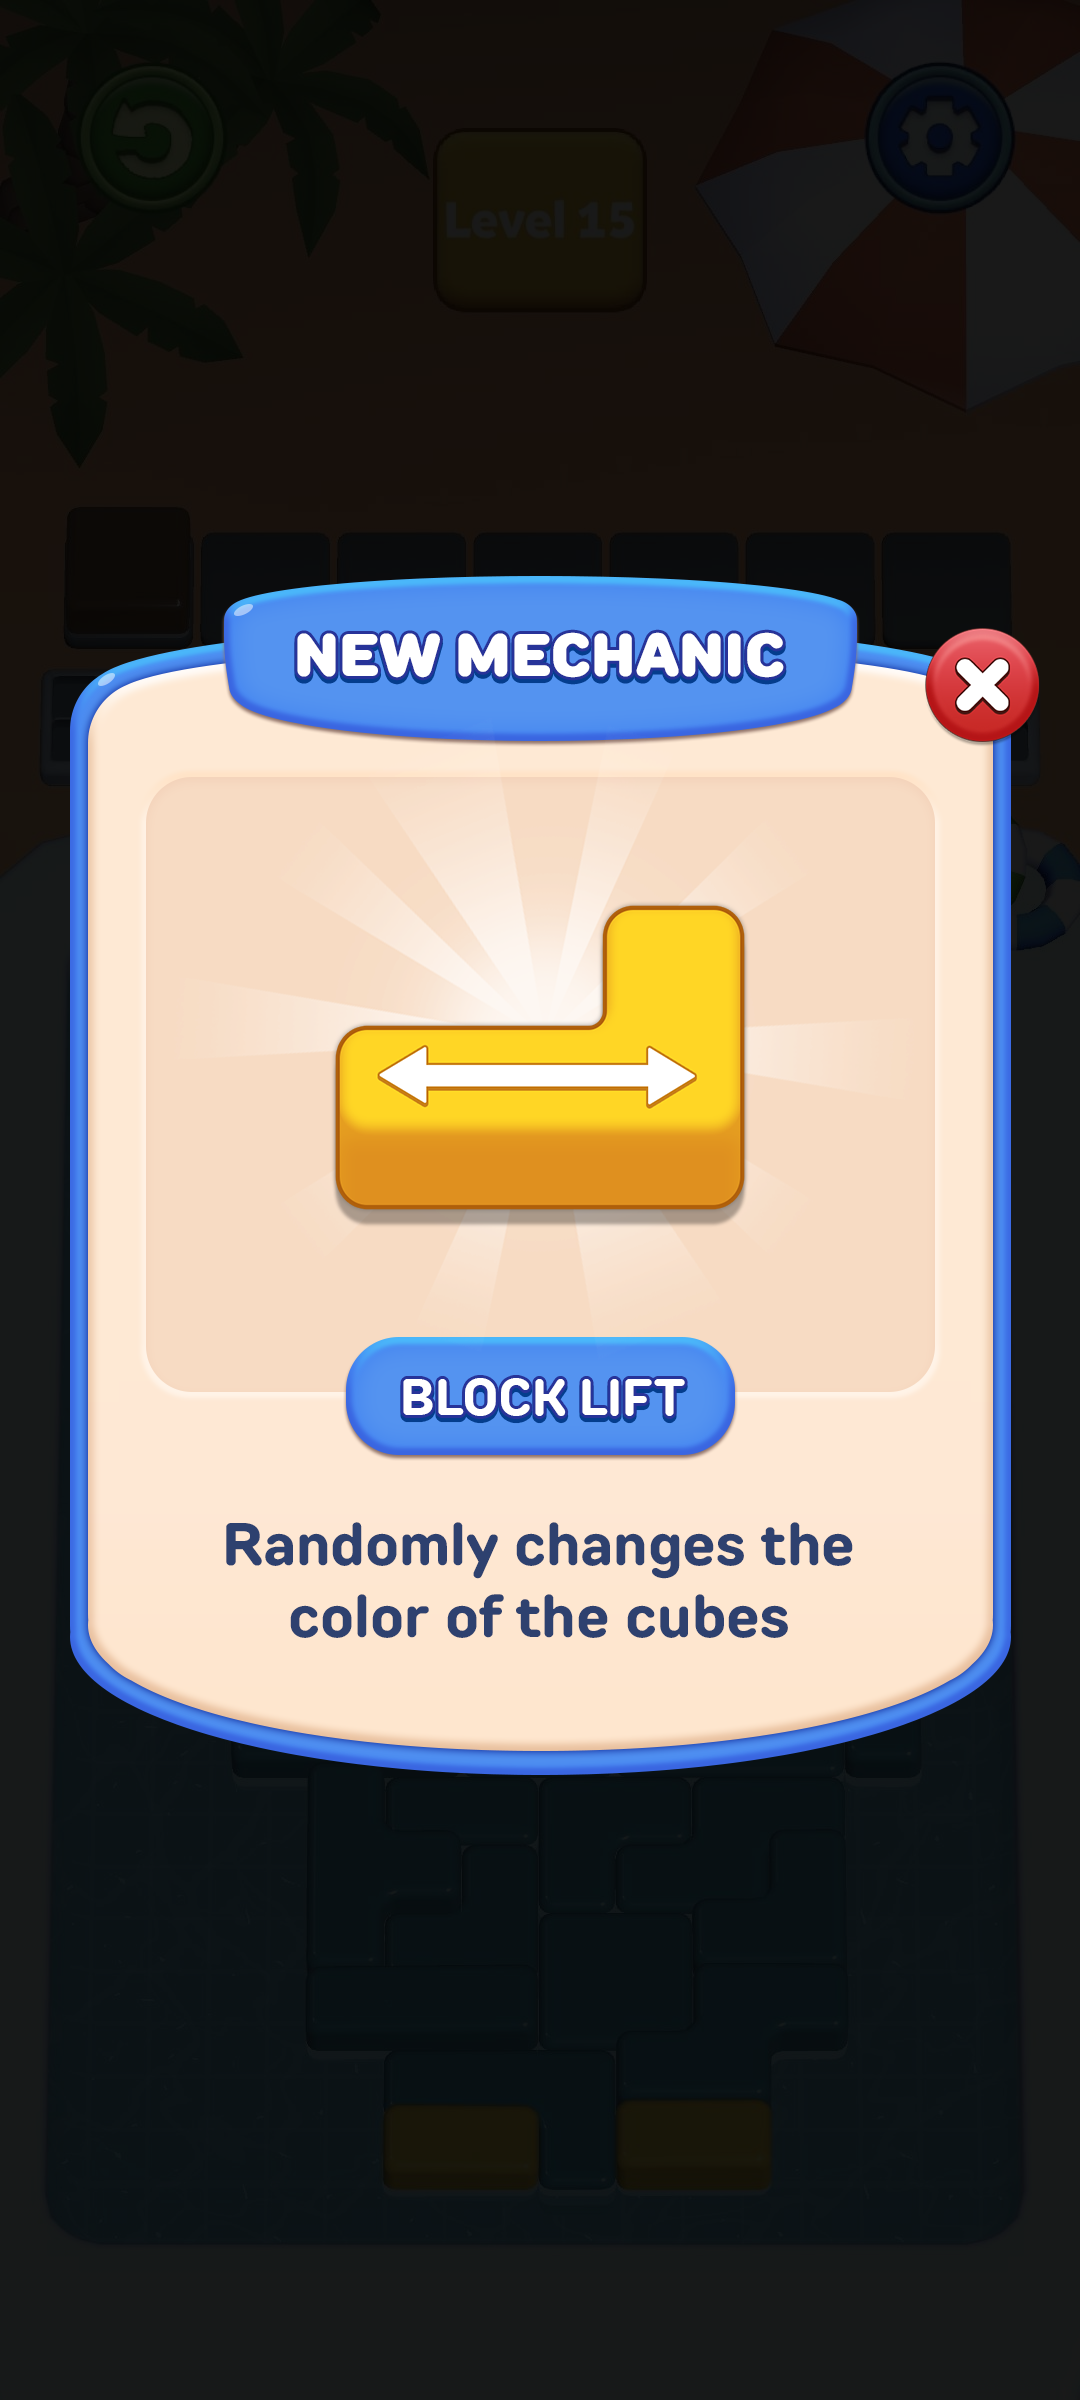 Level 15
NEW MECHANIC
BLOCK LIFT
Randomly changes the
color of the cubes